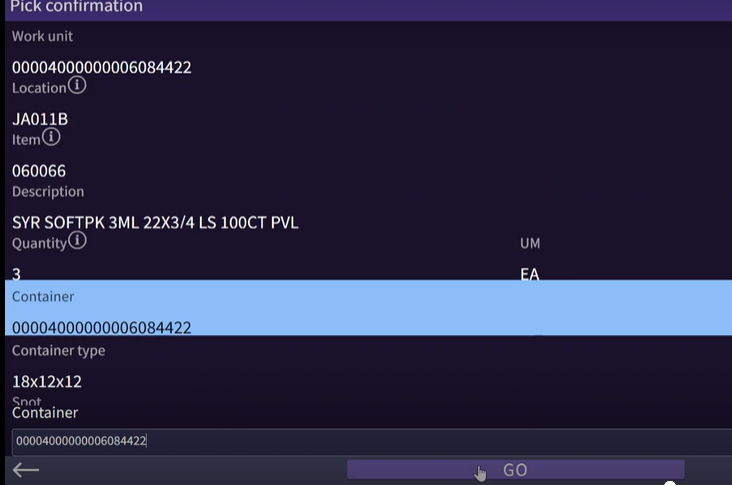 Pick confirmation
Work unit
00004000000006084422
Location
JA011B
Item
060066
Description
SYR SOFTPK 3ML 22X3/4 LS 100CT PVL
Quantity UM
3 EA
Container
00004000000006084422
Container type
18x12x12
Spot
Container
00004000000006084422
GO